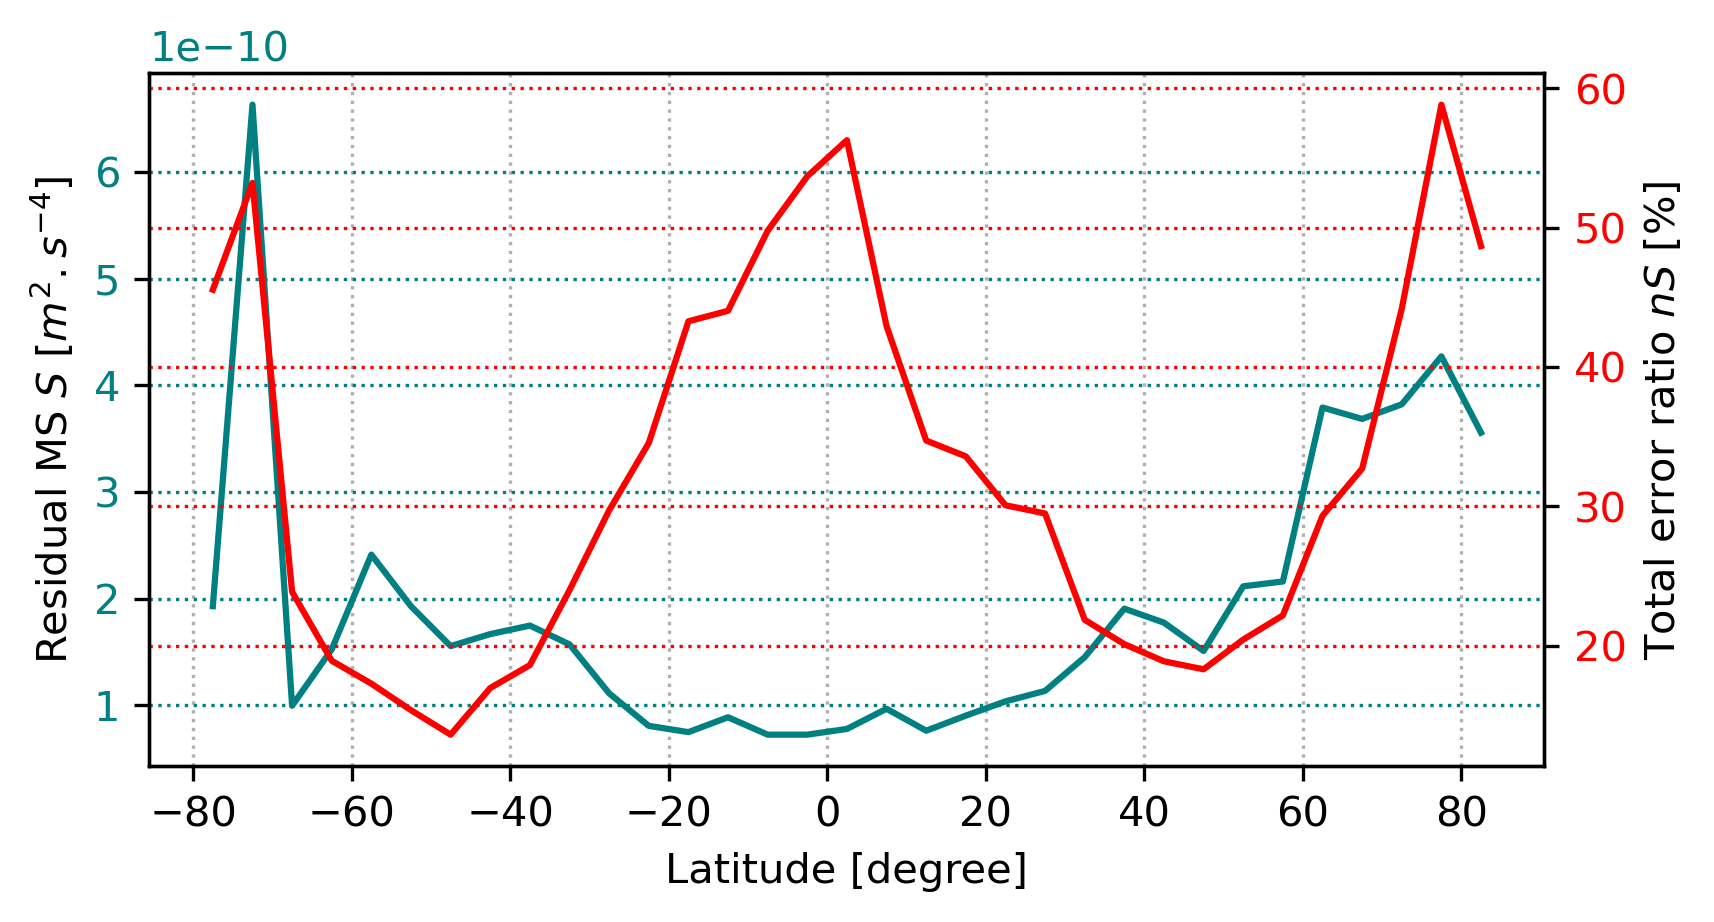 1e−10
Residual MS S [m².s⁻⁴]
6
5
4
3
2
1
60
50
40
30
20
Total error ratio nS [%]
−80 −60 −40 −20 0 20 40 60 80
Latitude [degree]